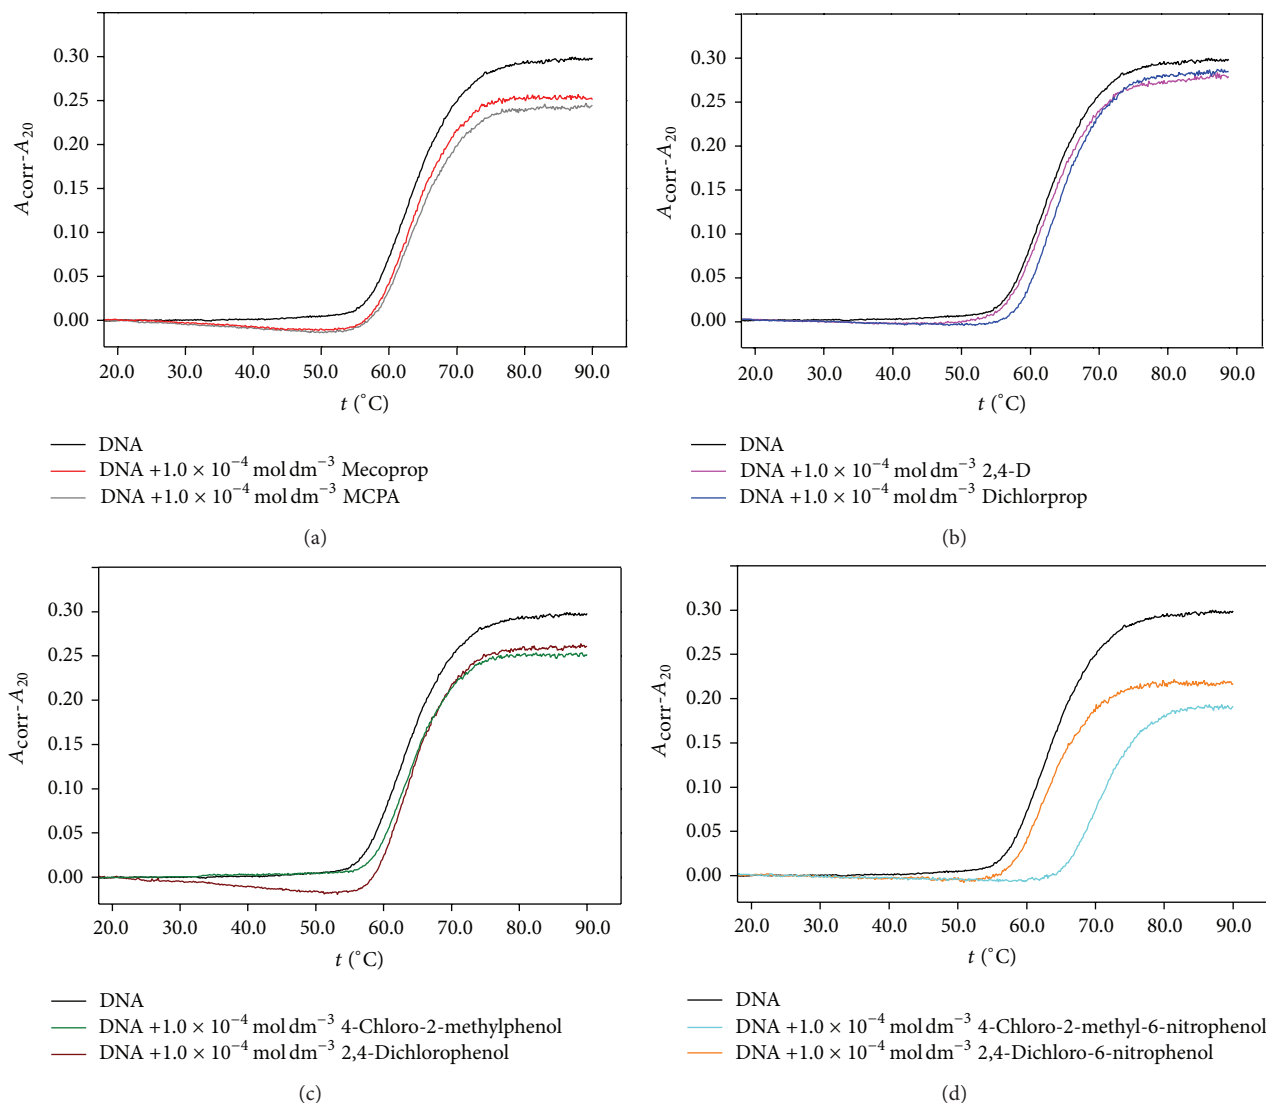 0.30
0.25
0.20
0.15
0.10
0.05
0.00
A_corr-A_20
20.0 30.0 40.0 50.0 60.0 70.0 80.0 90.0
t (°C)
DNA
DNA +1.0 × 10⁻⁴ mol dm⁻³ Mecoprop
DNA +1.0 × 10⁻⁴ mol dm⁻³ MCPA
(a)
0.30
0.25
0.20
0.15
0.10
0.05
0.00
A_corr-A_20
20.0 30.0 40.0 50.0 60.0 70.0 80.0 90.0
t (°C)
DNA
DNA +1.0 × 10⁻⁴ mol dm⁻³ 2,4-D
DNA +1.0 × 10⁻⁴ mol dm⁻³ Dichlorprop
(b)
0.30
0.25
0.20
0.15
0.10
0.05
0.00
A_corr-A_20
20.0 30.0 40.0 50.0 60.0 70.0 80.0 90.0
t (°C)
DNA
DNA +1.0 × 10⁻⁴ mol dm⁻³ 4-Chloro-2-methylphenol
DNA +1.0 × 10⁻⁴ mol dm⁻³ 2,4-Dichlorophenol
(c)
0.30
0.25
0.20
0.15
0.10
0.05
0.00
A_corr-A_20
20.0 30.0 40.0 50.0 60.0 70.0 80.0 90.0
t (°C)
DNA
DNA +1.0 × 10⁻⁴ mol dm⁻³ 4-Chloro-2-methyl-6-nitrophenol
DNA +1.0 × 10⁻⁴ mol dm⁻³ 2,4-Dichloro-6-nitrophenol
(d)